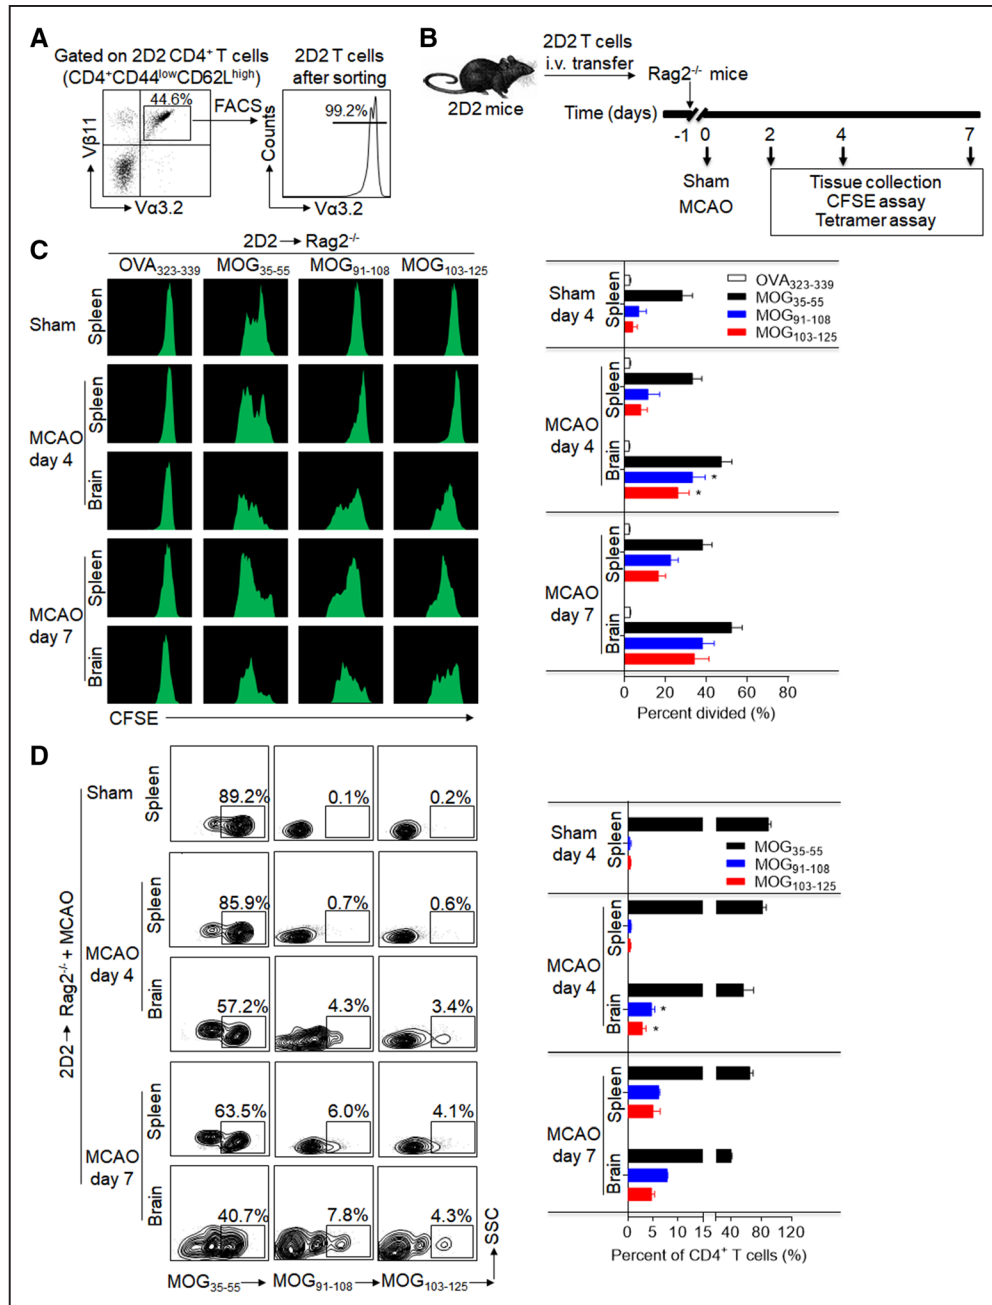 A
Gated on 2D2 CD4+ T cells
(CD4+CD44lowCD62Lhigh)
44.6%
FACS
Vβ11
Vα3.2
2D2 T cells
after sorting
99.2%
Counts
Vα3.2
B
2D2 T cells
i.v. transfer
2D2 mice
Rag2-/- mice
Time (days)
-1 0 2 4 7
Sham
MCAO
Tissue collection
CFSE assay
Tetramer assay
C
2D2 → Rag2-/-
OVA323-339 MOG35-55 MOG91-108 MOG103-125
Sham
Spleen
MCAO
day 4
Spleen
Brain
MCAO
day 7
Spleen
Brain
CFSE
OVA323-339
MOG35-55
MOG91-108
MOG103-125
Sham
day 4
Spleen
MCAO
day 4
Spleen
Brain
*
*
MCAO
day 7
Spleen
Brain
0 20 40 60 80
Percent divided (%)
D
2D2 → Rag2-/- + MCAO
Sham
Spleen
89.2% 0.1% 0.2%
MCAO
day 4
Spleen
85.9% 0.7% 0.6%
Brain
57.2% 4.3% 3.4%
MCAO
day 7
Spleen
63.5% 6.0% 4.1%
Brain
40.7% 7.8% 4.3%
SSC
MOG35-55 MOG91-108 MOG103-125
Sham
day 4
Spleen
MOG35-55
MOG91-108
MOG103-125
MCAO
day 4
Spleen
Brain
*
*
MCAO
day 7
Spleen
Brain
0 5 10 15 40 80 120
Percent of CD4+ T cells (%)